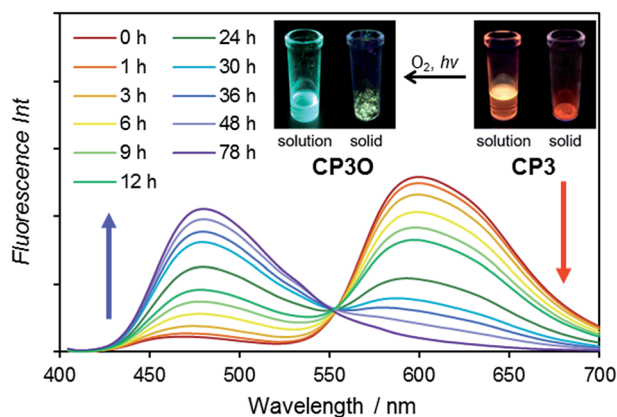 Fluorescence Int
0 h
1 h
3 h
6 h
9 h
12 h
24 h
30 h
36 h
48 h
78 h
O₂, hν
solution solid solution solid
CP3O CP3
400 450 500 550 600 650 700
Wavelength / nm